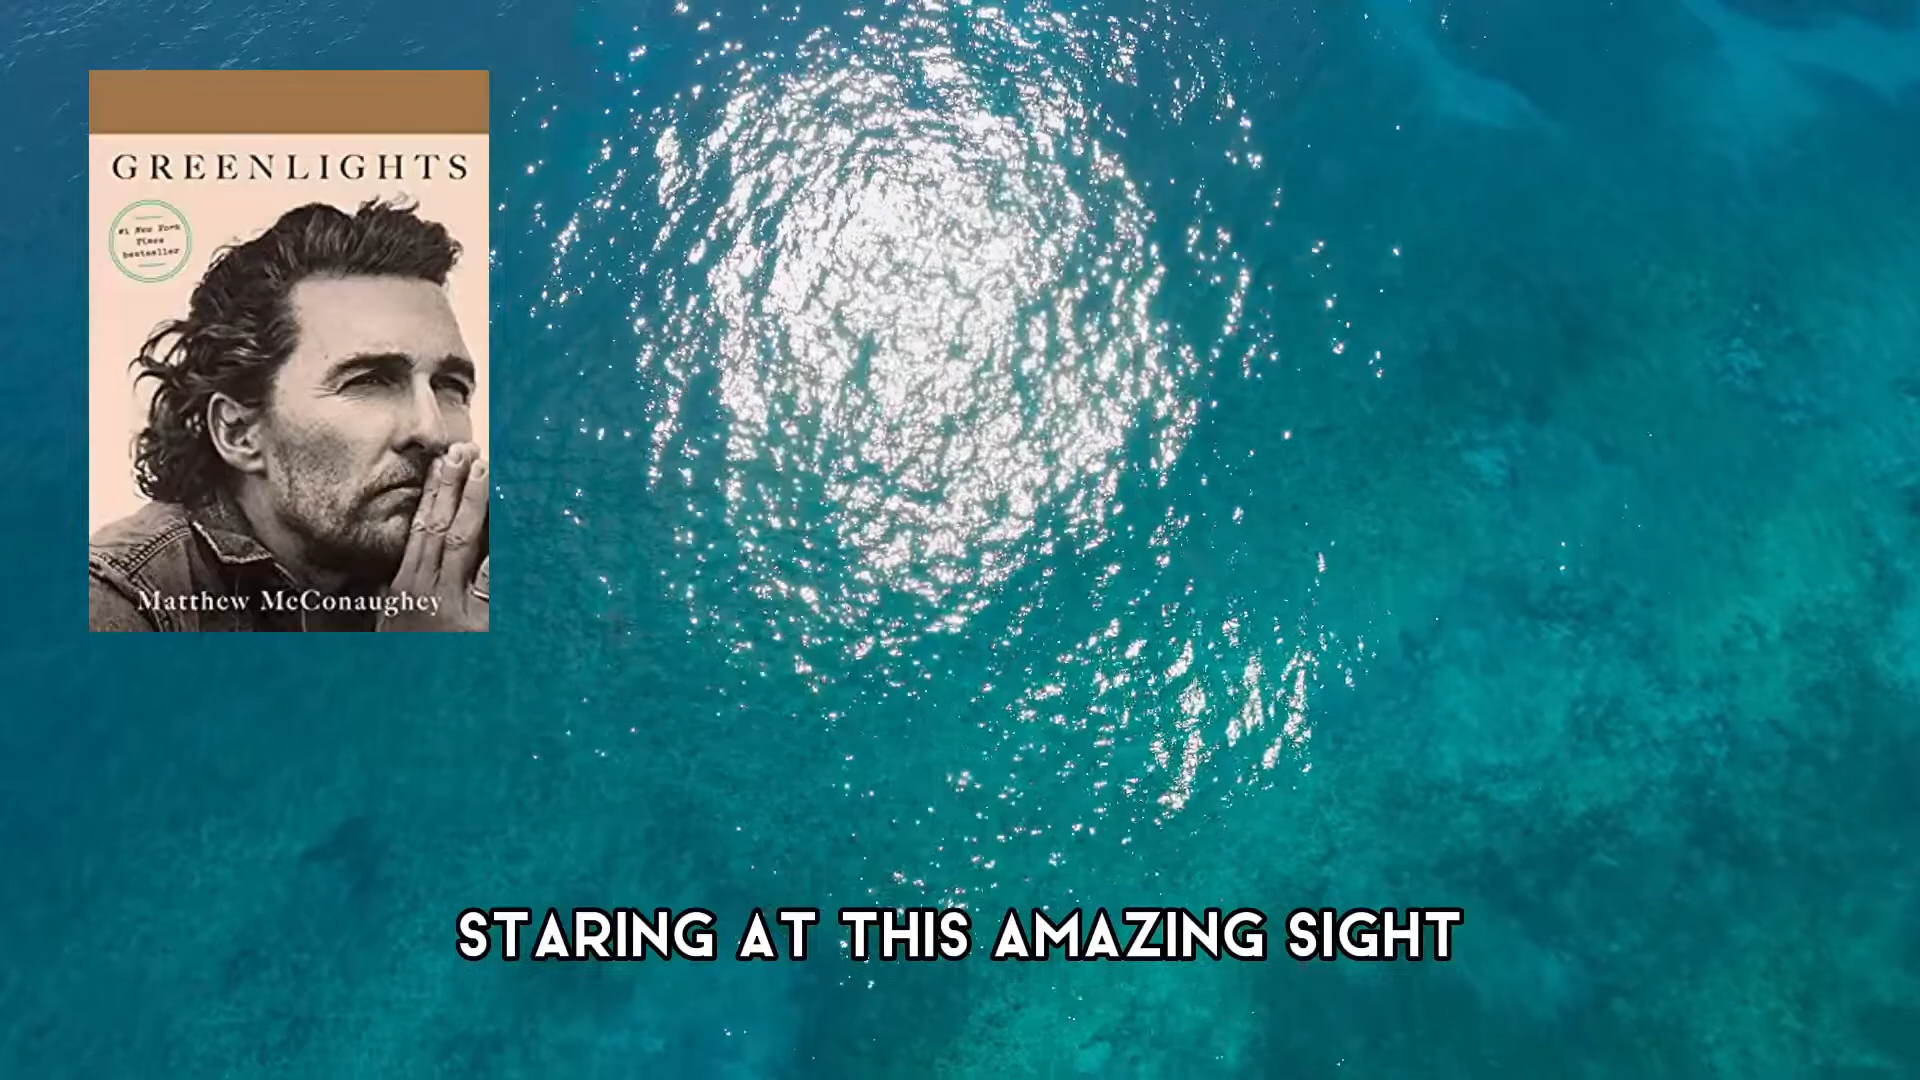 GREENLIGHTS
#1 New York
Times
bestseller
Matthew McConaughey
STARING AT THIS AMAZING SIGHT